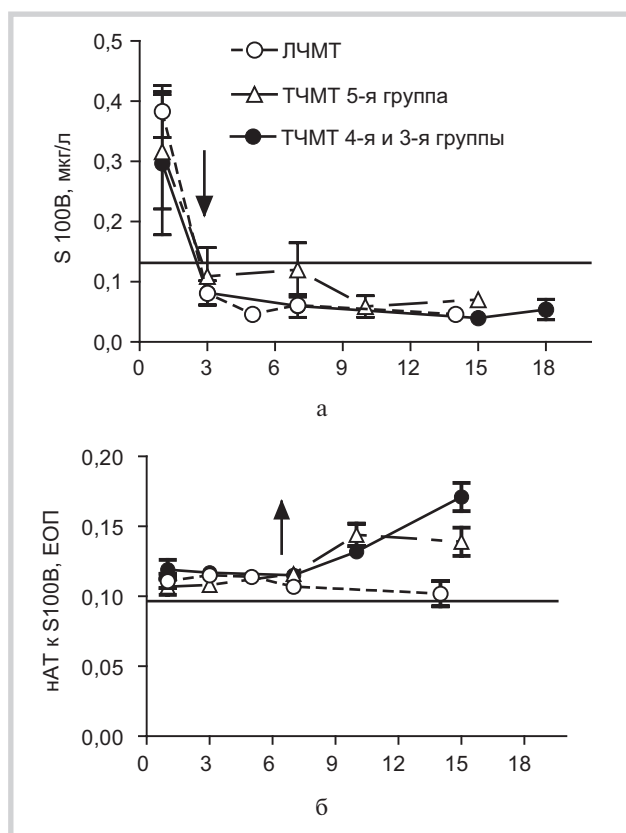 0,5
0,4
0,3
0,2
0,1
0,0
S 100B, мкг/л
ЛЧМТ
ТЧМТ 5-я группа
ТЧМТ 4-я и 3-я группы
0 3 6 9 12 15 18
а
0,20
0,15
0,10
0,05
0,00
нАТ к S100B, ЕОП
0 3 6 9 12 15 18
б